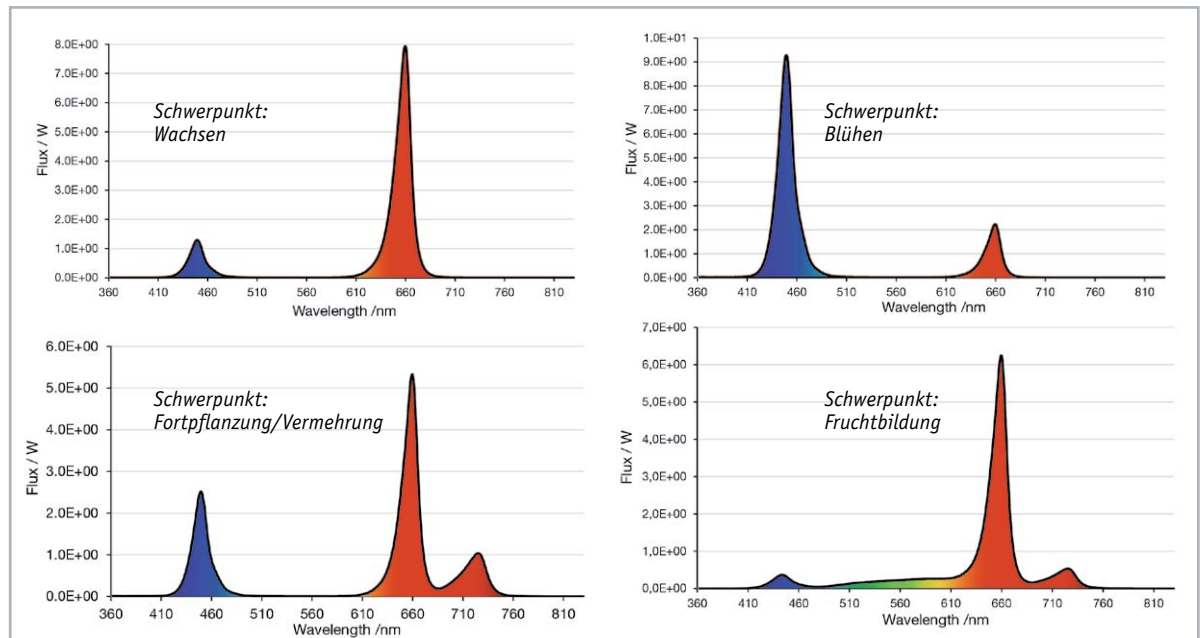 8.0E+00
7.0E+00
6.0E+00
5.0E+00
4.0E+00
3.0E+00
2.0E+00
1.0E+00
0.0E+00
Flux / W
Schwerpunkt:
Wachsen
360 410 460 510 560 610 660 710 760 810
Wavelength /nm
1.0E+01
9.0E+00
8.0E+00
7.0E+00
6.0E+00
5.0E+00
4.0E+00
3.0E+00
2.0E+00
1.0E+00
0.0E+00
Flux / W
Schwerpunkt:
Blühen
360 410 460 510 560 610 660 710 760 810
Wavelength /nm
6.0E+00
5.0E+00
4.0E+00
3.0E+00
2.0E+00
1.0E+00
0.0E+00
Flux / W
Schwerpunkt:
Fortpflanzung/Vermehrung
360 410 460 510 560 610 660 710 760 810
Wavelength /nm
7,0E+00
6,0E+00
5,0E+00
4,0E+00
3,0E+00
2,0E+00
1,0E+00
0,0E+00
Flux / W
Schwerpunkt:
Fruchtbildung
360 410 460 510 560 610 660 710 760 810
Wavelength /nm